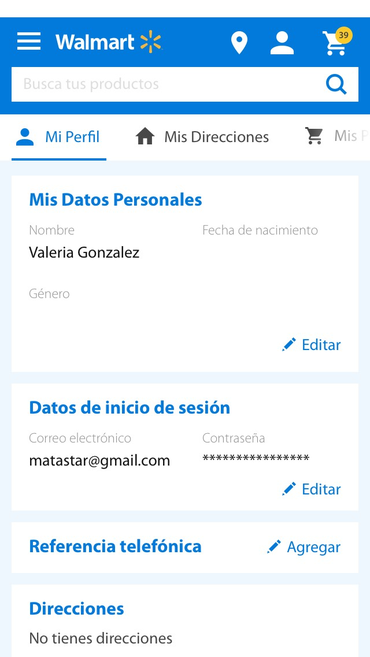 Walmart
39
Busca tus productos
Mi Perfil Mis Direcciones Mis
Mis Datos Personales
Nombre Fecha de nacimiento
Valeria Gonzalez
Género
Editar
Datos de inicio de sesión
Correo electrónico Contraseña
matastar@gmail.com ****************
Editar
Referencia telefónica Agregar
Direcciones
No tienes direcciones